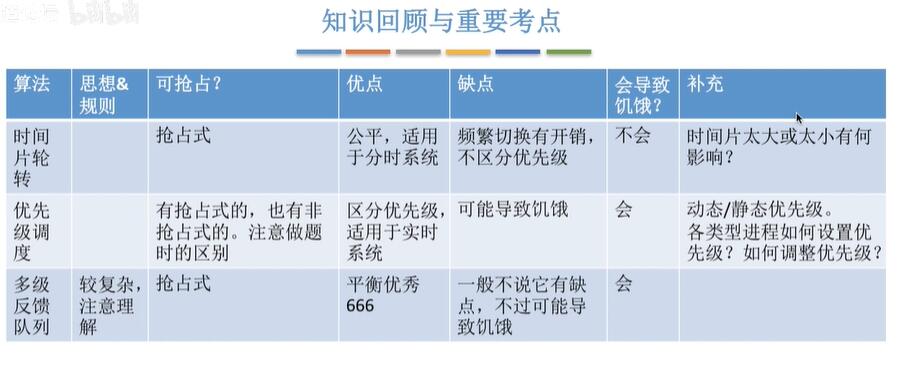 知识回顾与重要考点
算法
思想&
规则
可抢占？
优点
缺点
会导致
饥饿？
补充
时间
片轮
转
抢占式
公平，适用
于分时系统
频繁切换有开销，
不区分优先级
不会
时间片太大或太小有何
影响？
优先
级调
度
有抢占式的，也有非
抢占式的。注意做题
时的区别
区分优先级，
适用于实时
系统
可能导致饥饿
会
动态/静态优先级。
各类型进程如何设置优
先级？如何调整优先级？
多级
反馈
队列
较复杂，
注意理
解
抢占式
平衡优秀
666
一般不说它有缺
点，不过可能导
致饥饿
会